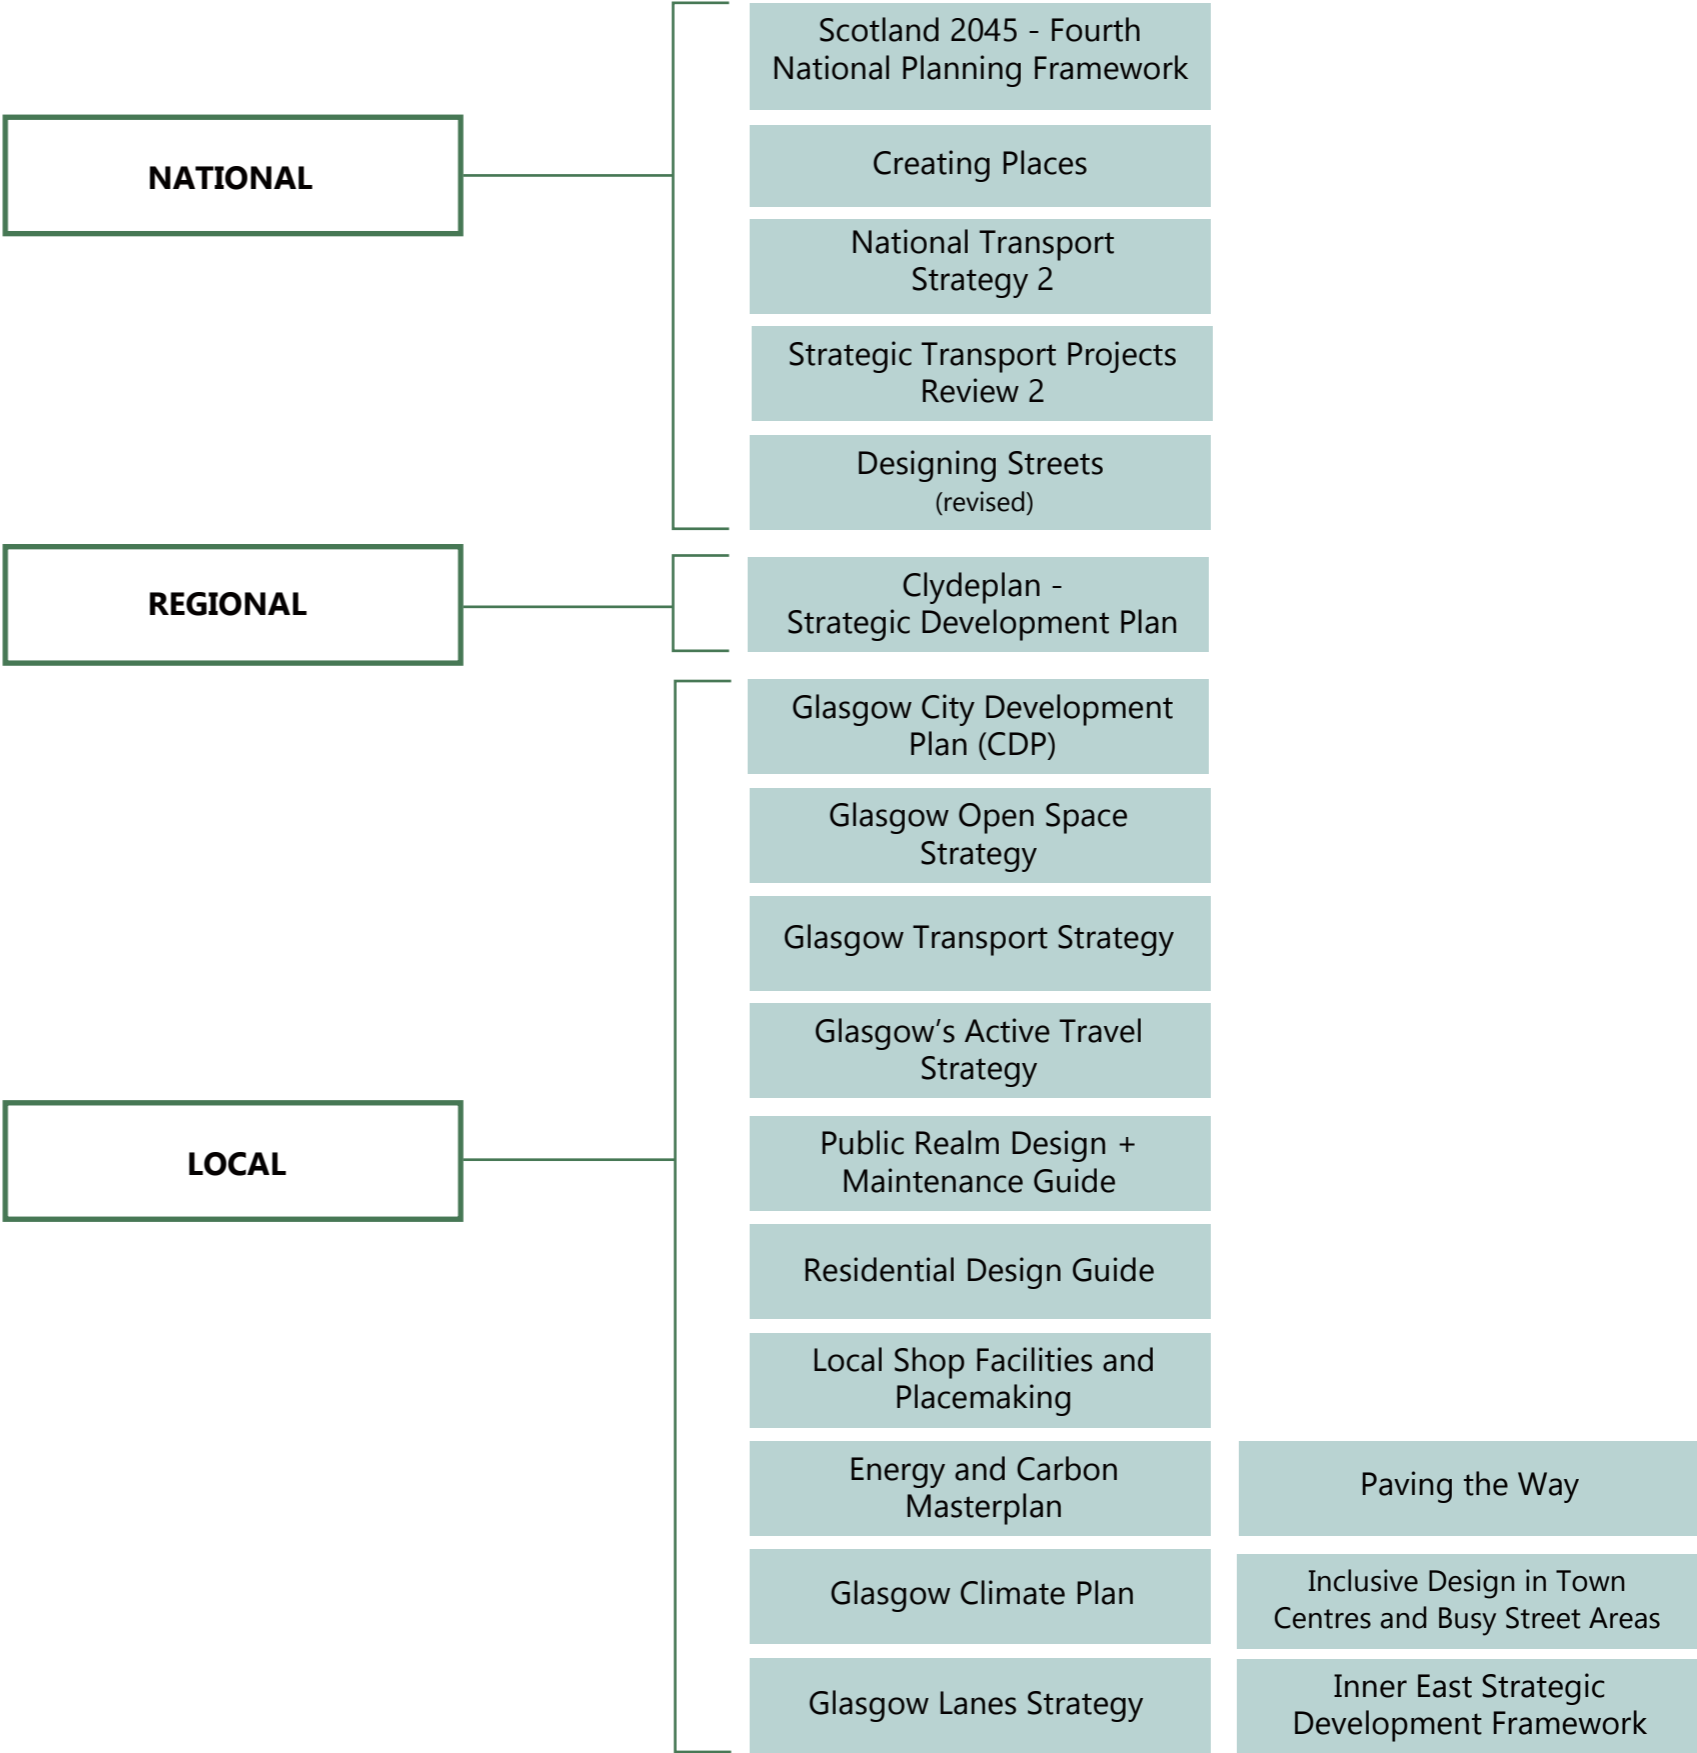 NATIONAL
Scotland 2045 - Fourth
National Planning Framework
Creating Places
National Transport
Strategy 2
Strategic Transport Projects
Review 2
Designing Streets
(revised)
REGIONAL
Clydeplan -
Strategic Development Plan
LOCAL
Glasgow City Development
Plan (CDP)
Glasgow Open Space
Strategy
Glasgow Transport Strategy
Glasgow’s Active Travel
Strategy
Public Realm Design +
Maintenance Guide
Residential Design Guide
Local Shop Facilities and
Placemaking
Energy and Carbon
Masterplan
Paving the Way
Glasgow Climate Plan
Inclusive Design in Town
Centres and Busy Street Areas
Glasgow Lanes Strategy
Inner East Strategic
Development Framework